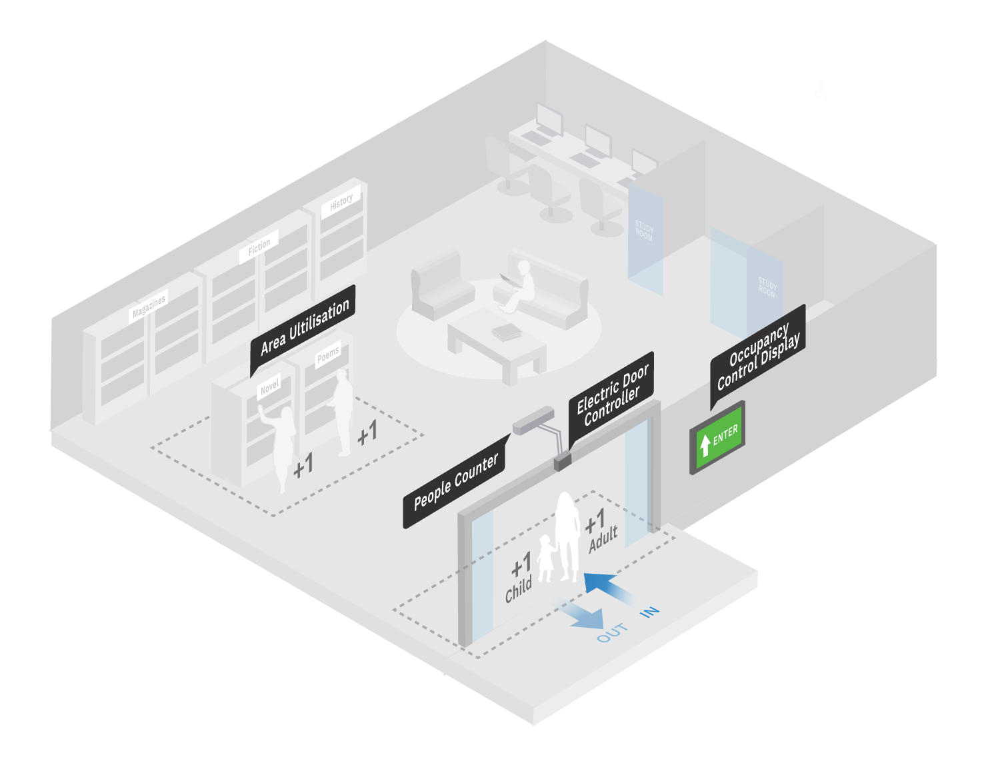 History
Fiction
Magazines
STUDY
ROOM
STUDY
ROOM
Area Ultilisation
Poems
Novel
+1
+1
Occupancy
Control Display
Electric Door
Controller
ENTER
People Counter
+1
Adult
+1
Child
IN
OUT